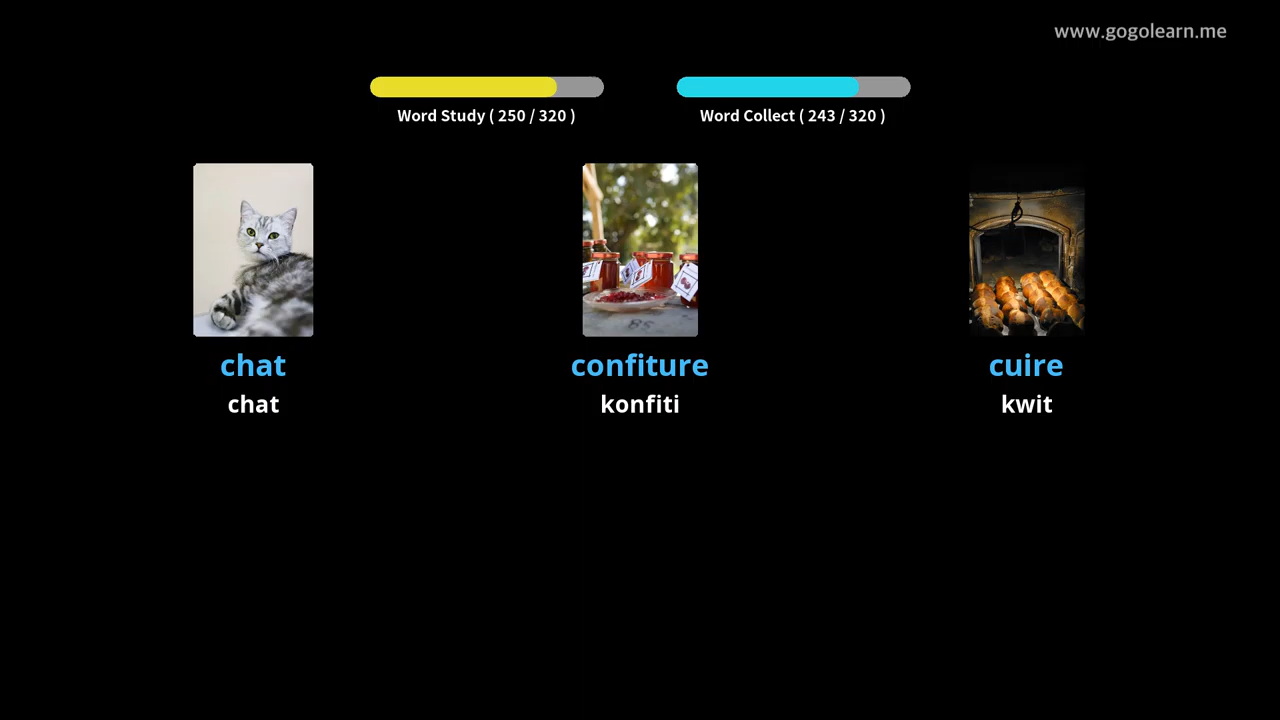 www.gogolearn.me
Word Study ( 250 / 320 )
Word Collect ( 243 / 320 )
chat
confiture
cuire
chat
konfiti
kwit